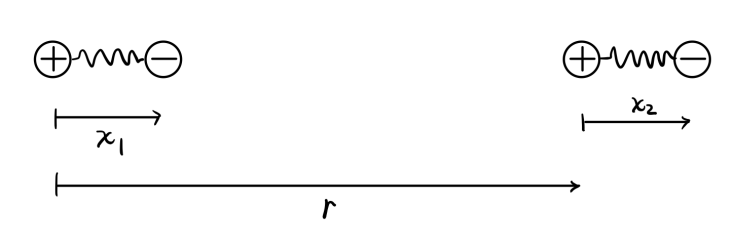 + − + −
x₁ x₂
r